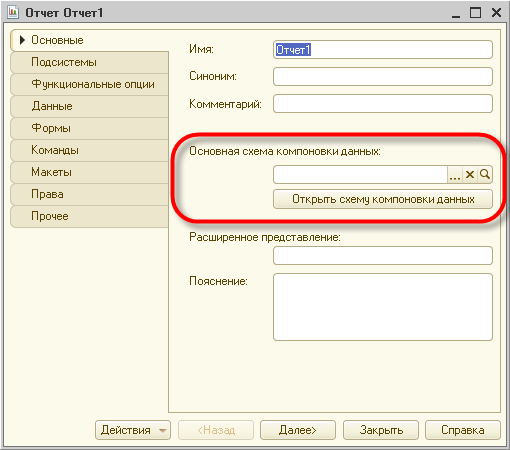 Отчет Отчет1
Основные
Подсистемы
Функциональные опции
Данные
Формы
Команды
Макеты
Права
Прочее
Имя: Отчет1
Синоним:
Комментарий:
Основная схема компоновки данных:
... 
Открыть схему компоновки данных
Расширенное представление:
Пояснение:
Действия <Назад Далее> Закрыть Справка